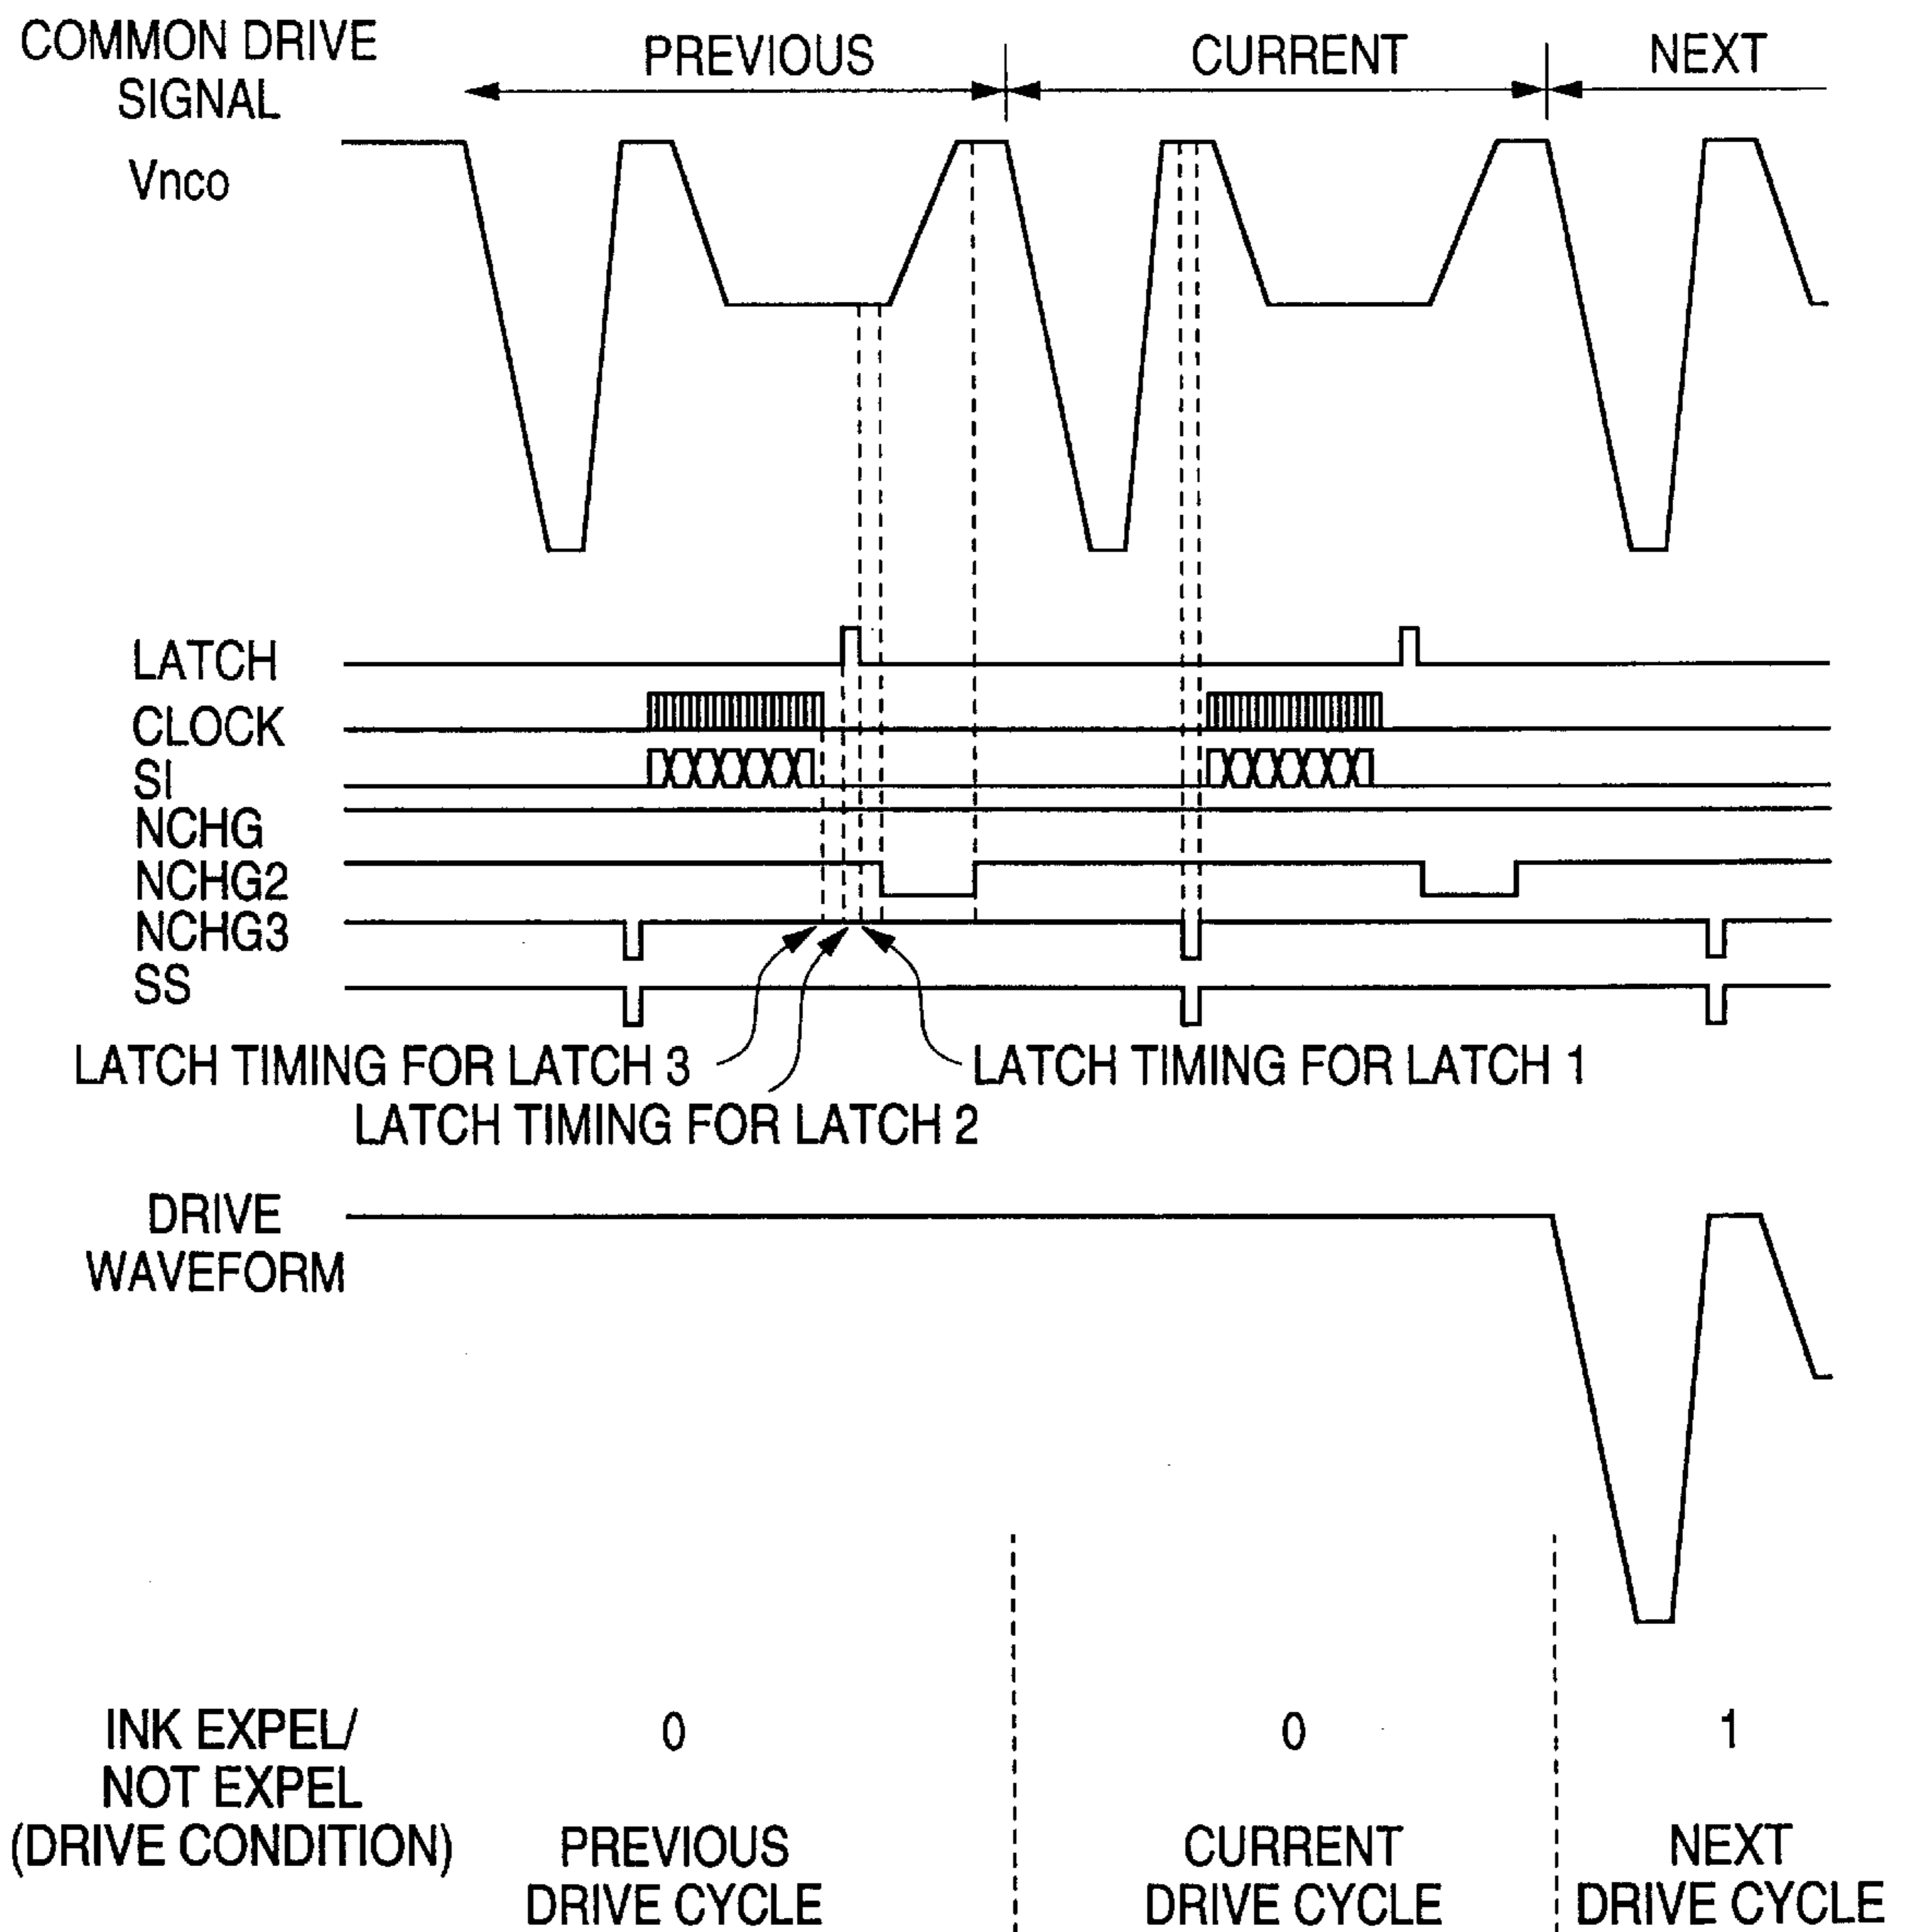 COMMON DRIVE
SIGNAL
Vnco
PREVIOUS
CURRENT
NEXT
LATCH
CLOCK
SI
NCHG
NCHG2
NCHG3
SS
LATCH TIMING FOR LATCH 3
LATCH TIMING FOR LATCH 1
LATCH TIMING FOR LATCH 2
DRIVE
WAVEFORM
INK EXPEL/
NOT EXPEL
(DRIVE CONDITION)
0
0
1
PREVIOUS
DRIVE CYCLE
CURRENT
DRIVE CYCLE
NEXT
DRIVE CYCLE